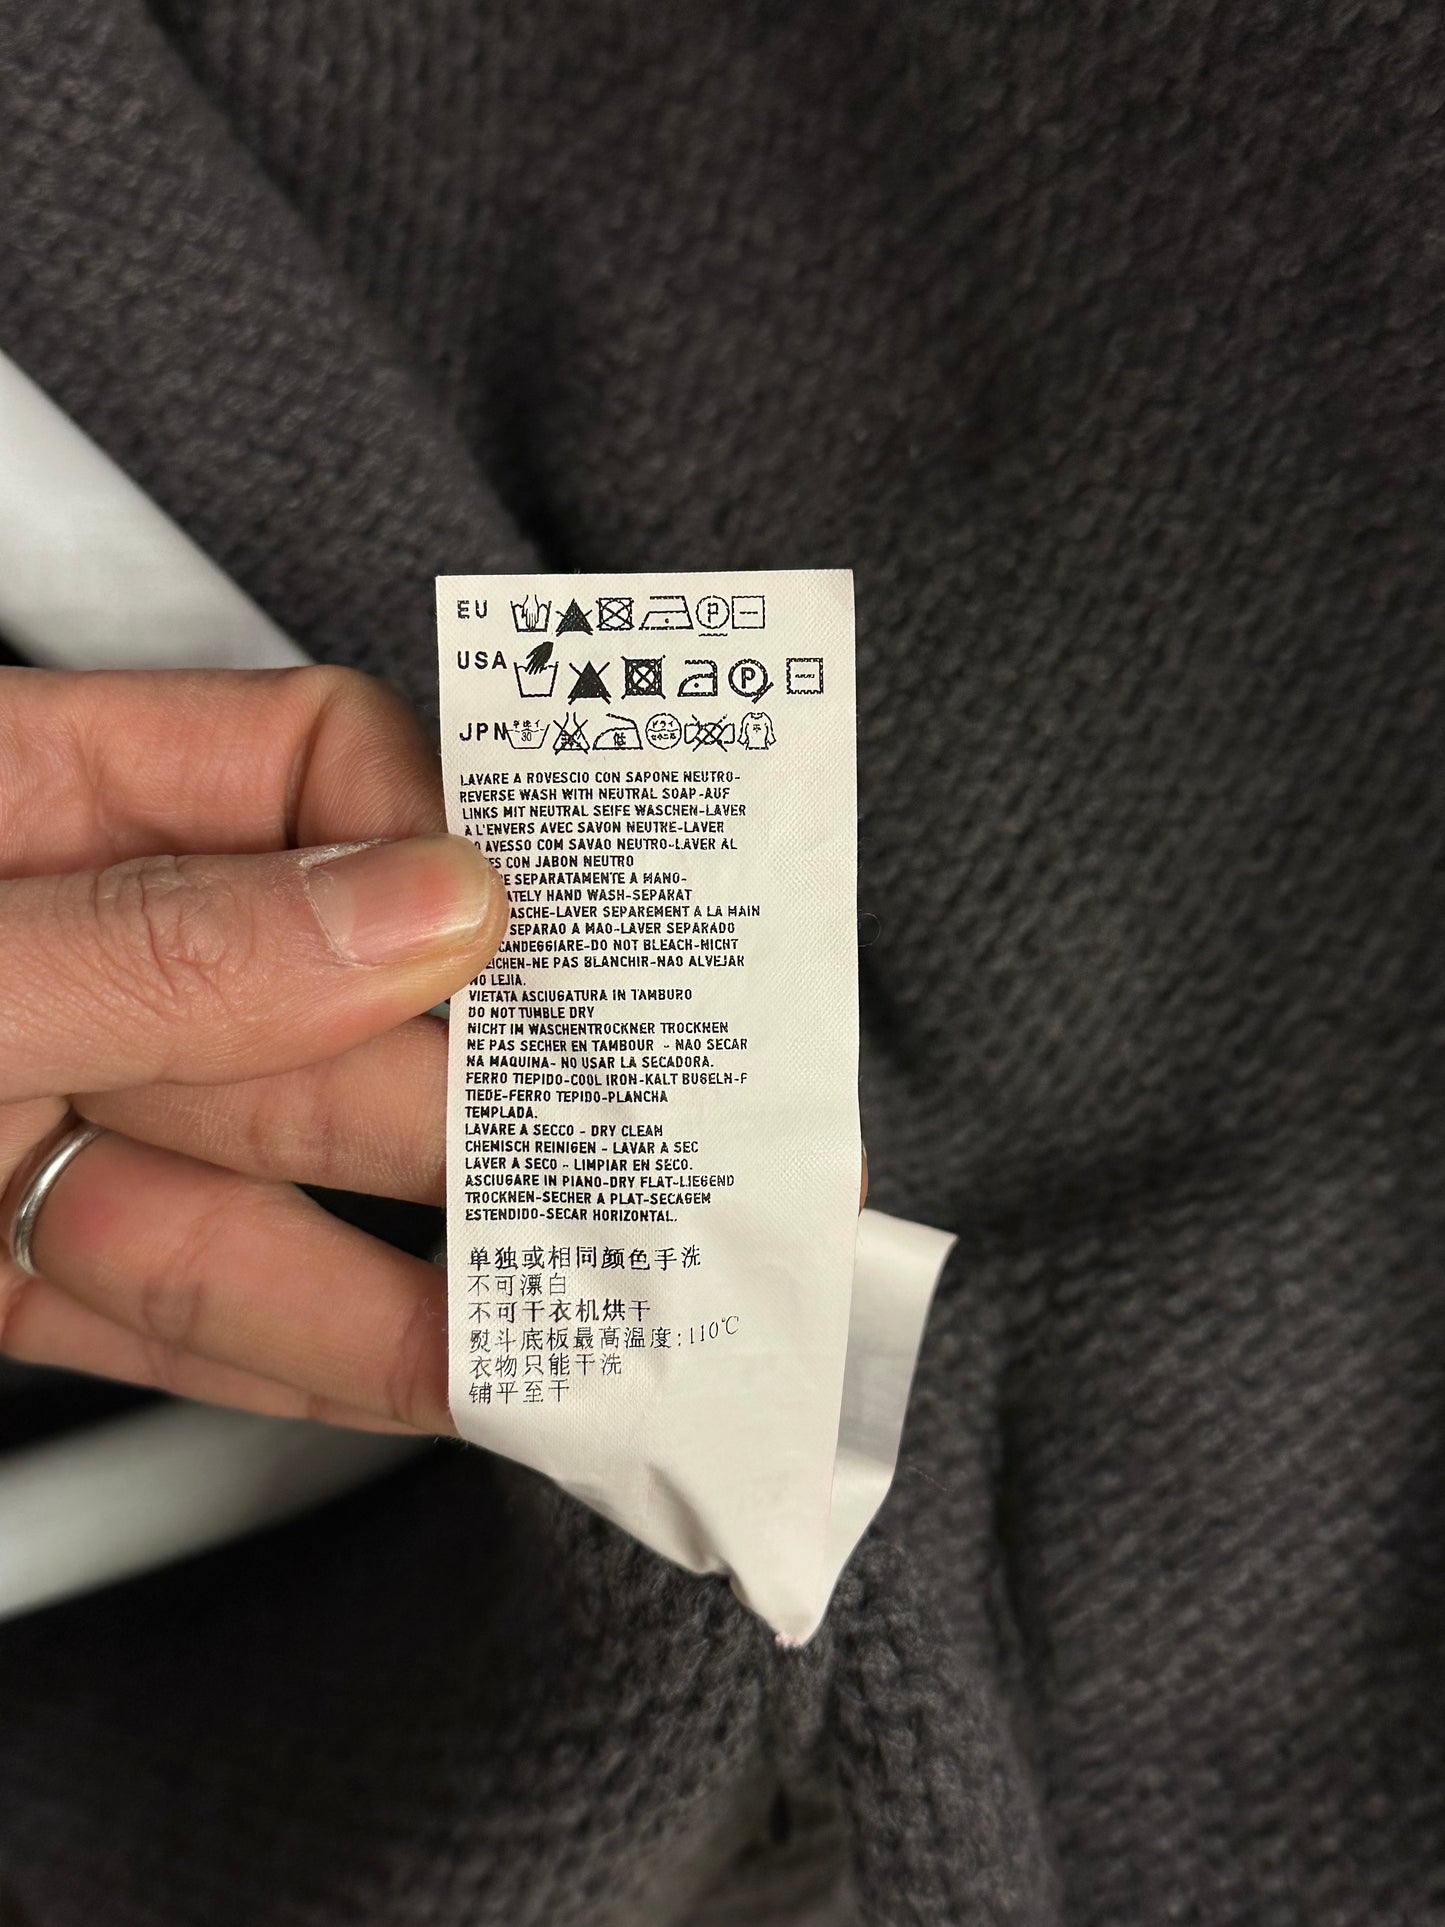 EU P
USA P
JPN 30 低 ドライ
LAVARE A ROVESCIO CON SAPONE NEUTRO-
REVERSE WASH WITH NEUTRAL SOAP-AUF
LINKS MIT NEUTRAL SEIFE WASCHEN-LAVER
A L'ENVERS AVEC SAVON NEUTRE-LAVER
AVESSO COM SAVAO NEUTRO-LAVER AL
CON JABON NEUTRO
SEPARATAMENTE A MANO-
HAND WASH-SEPARAT
-LAVER SEPAREMENT A LA MAIN
SEPARAO A MAO-LAVER SEPARADO
CANDEGGIARE-DO NOT BLEACH-NICHT
-NE PAS BLANCHIR-NAO ALVEJAR
NO LEJIA.
VIETATA ASCIUGATURA IN TAMBURO
DO NOT TUMBLE DRY
NICHT IM WASCHENTROCKNER TROCKNEN
NE PAS SECHER EN TAMBOUR - NAO SECAR
NA MAQUINA- NO USAR LA SECADORA.
FERRO TIEPIDO-COOL IRON-KALT BUGELN-F
TIEDE-FERRO TEPIDO-PLANCHA
TEMPLADA.
LAVARE A SECCO - DRY CLEAN
CHEMISCH REINIGEN - LAVAR A SEC
LAVER A SECO - LIMPIAR EN SECO.
ASCIUGARE IN PIANO-DRY FLAT-LIEGEND
TROCKNEN-SECHER A PLAT-SECAGEM
ESTENDIDO-SECAR HORIZONTAL.
单独或相同颜色手洗
不可漂白
不可干衣机烘干
熨斗底板最高温度:110℃
衣物只能干洗
铺平至干